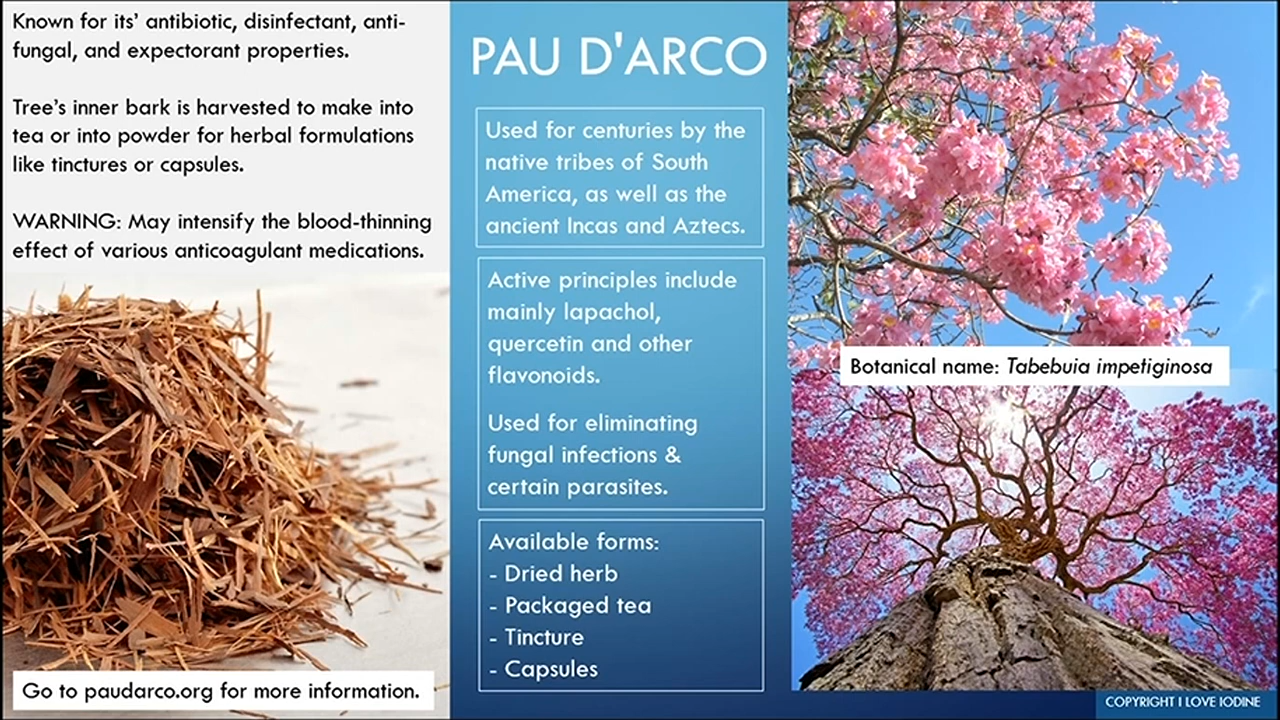 Known for its’ antibiotic, disinfectant, anti-
fungal, and expectorant properties.
Tree’s inner bark is harvested to make into
tea or into powder for herbal formulations
like tinctures or capsules.
WARNING: May intensify the blood-thinning
effect of various anticoagulant medications.
Go to paudarco.org for more information.
PAU D'ARCO
Used for centuries by the
native tribes of South
America, as well as the
ancient Incas and Aztecs.
Active principles include
mainly lapachol,
quercetin and other
flavonoids.
Used for eliminating
fungal infections &
certain parasites.
Available forms:
- Dried herb
- Packaged tea
- Tincture
- Capsules
Botanical name: Tabebuia impetiginosa
COPYRIGHT I LOVE IODINE